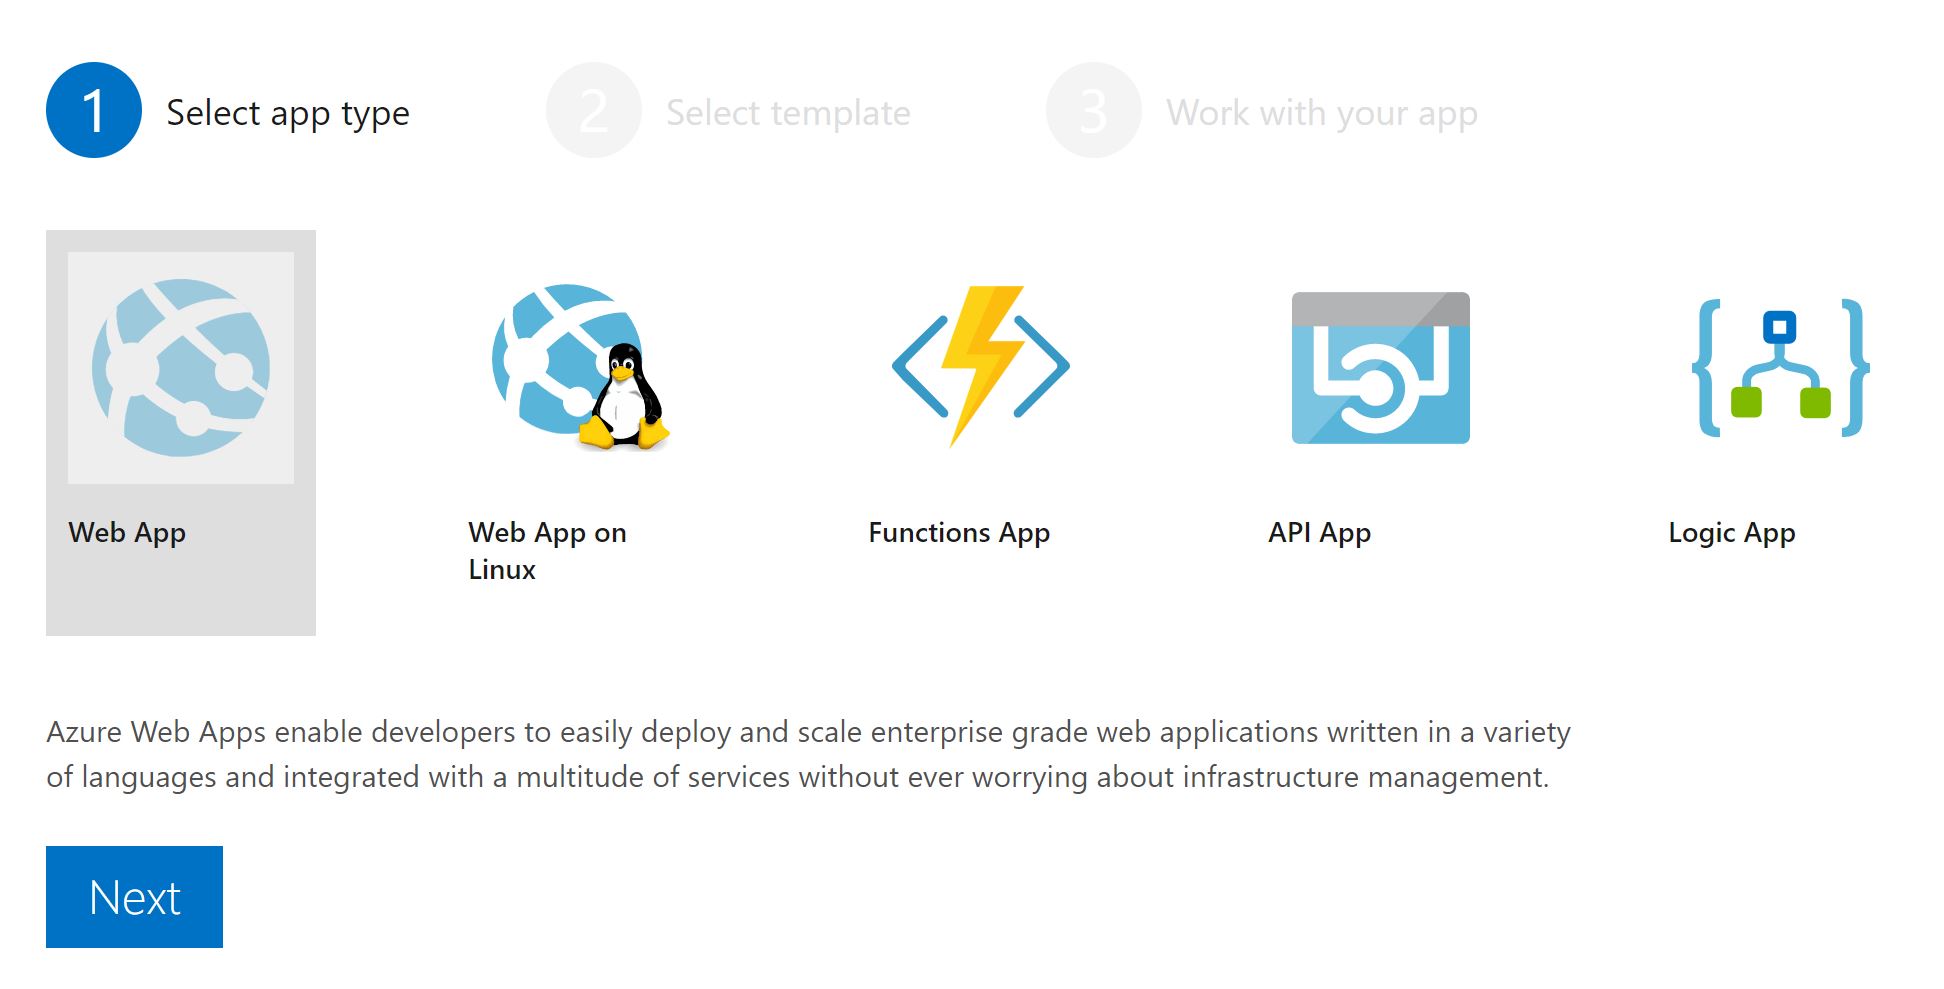 1 Select app type
2 Select template
3 Work with your app
Web App
Web App on
Linux
Functions App
API App
Logic App
Azure Web Apps enable developers to easily deploy and scale enterprise grade web applications written in a variety
of languages and integrated with a multitude of services without ever worrying about infrastructure management.
Next